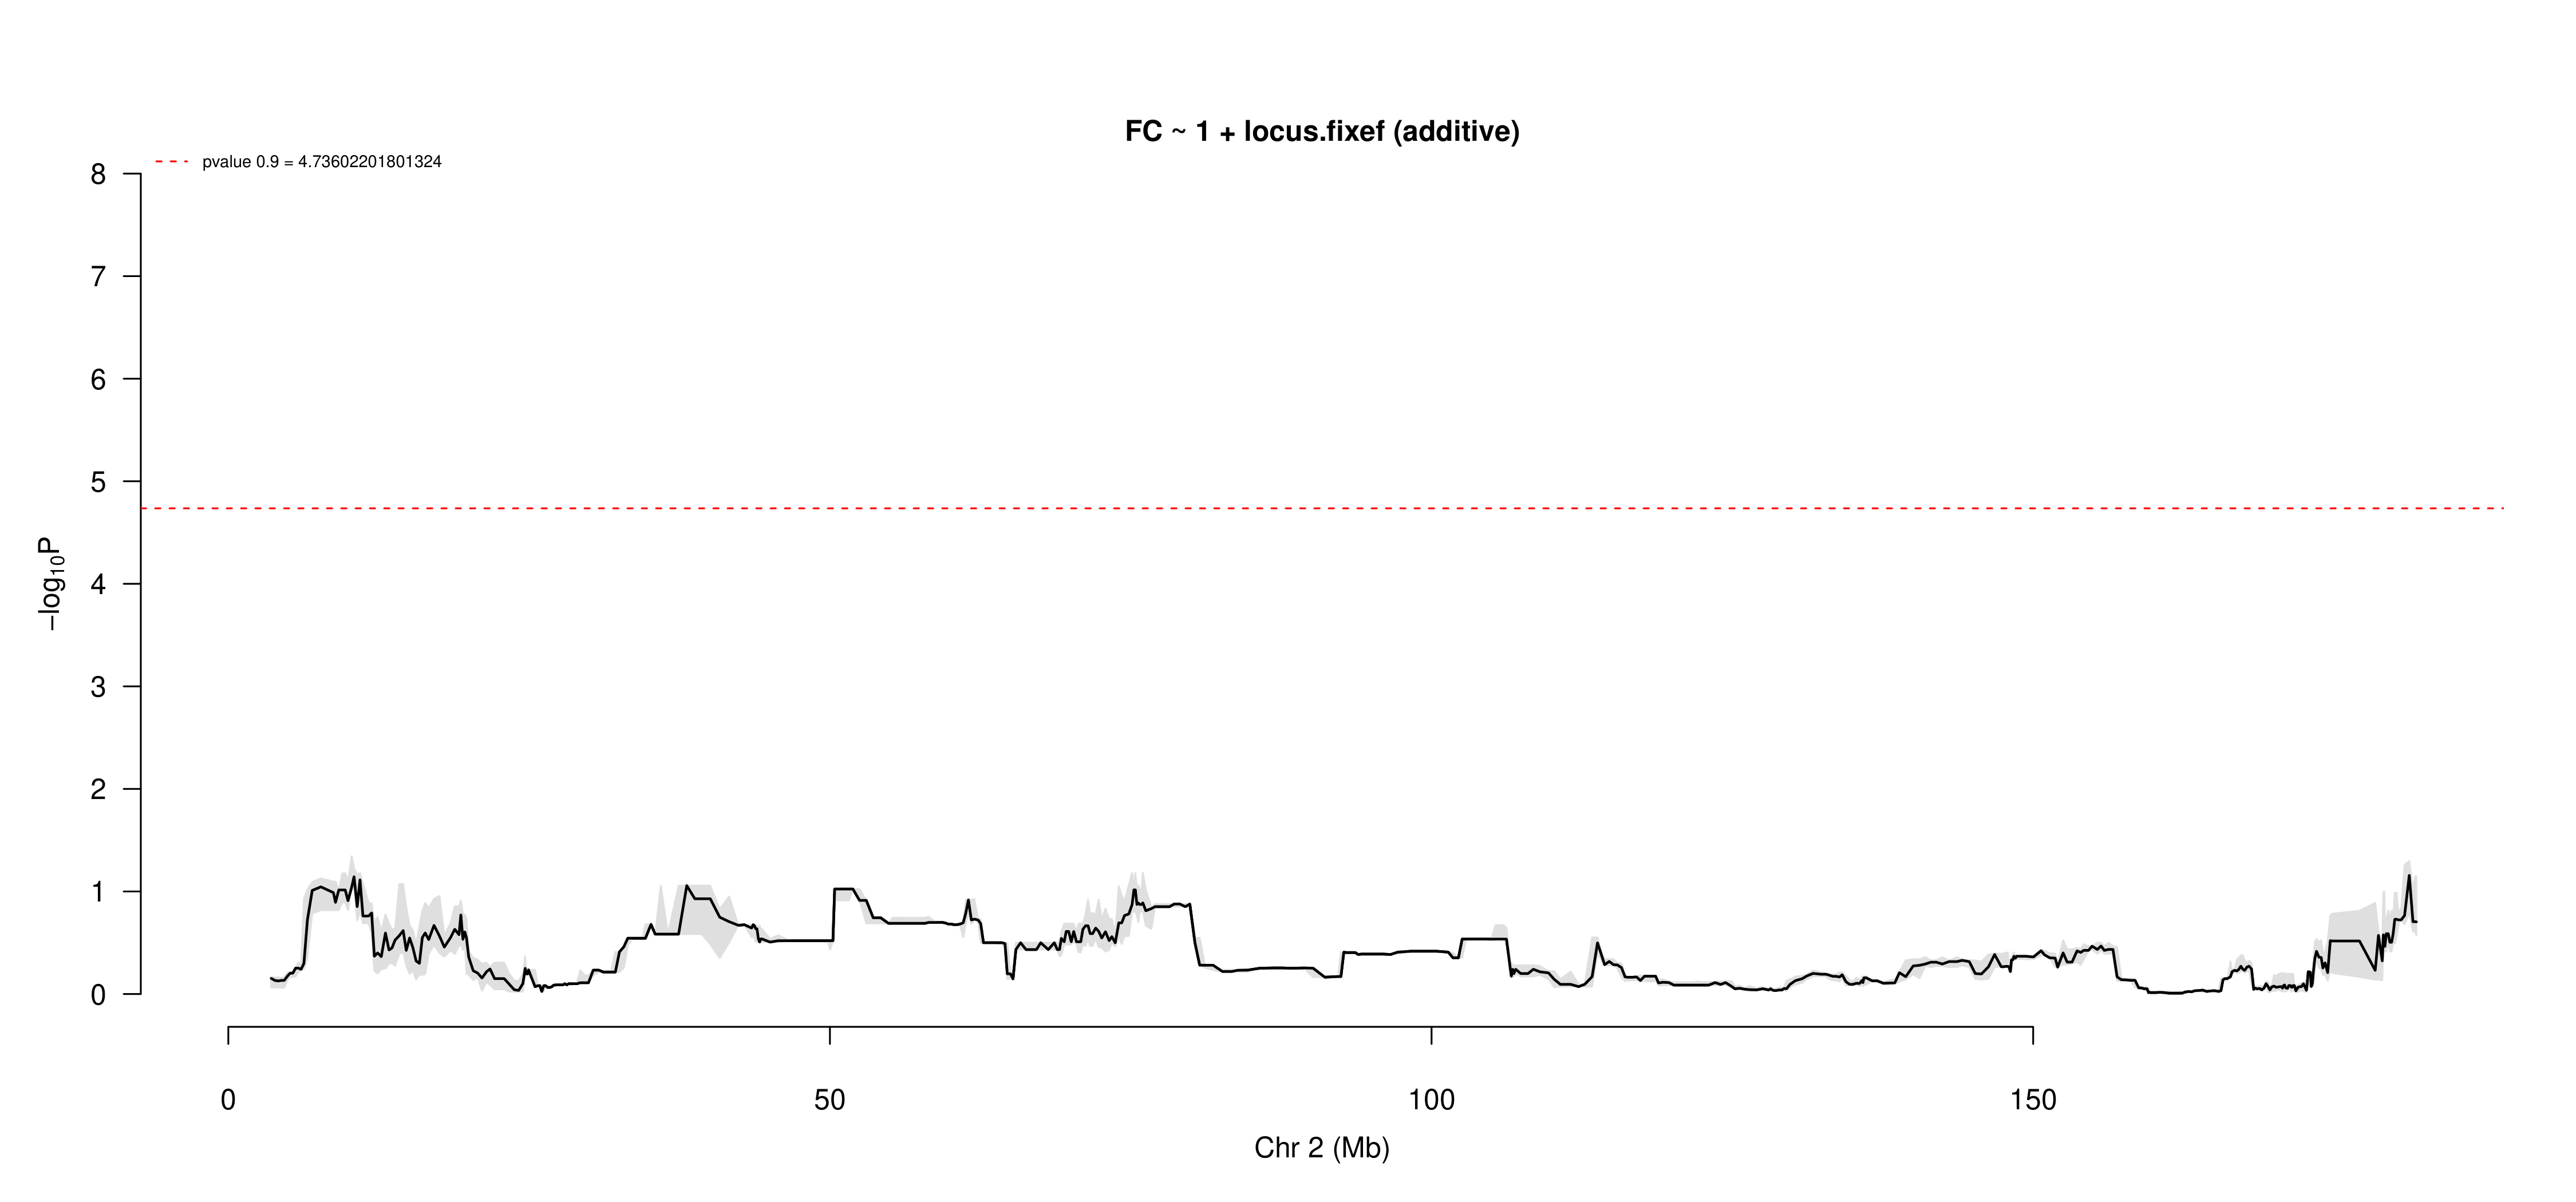 FC ~ 1 + locus.fixef (additive)
pvalue 0.9 = 4.73602201801324
8
7
6
5
4
3
2
1
0
−log10P
0 50 100 150
Chr 2 (Mb)